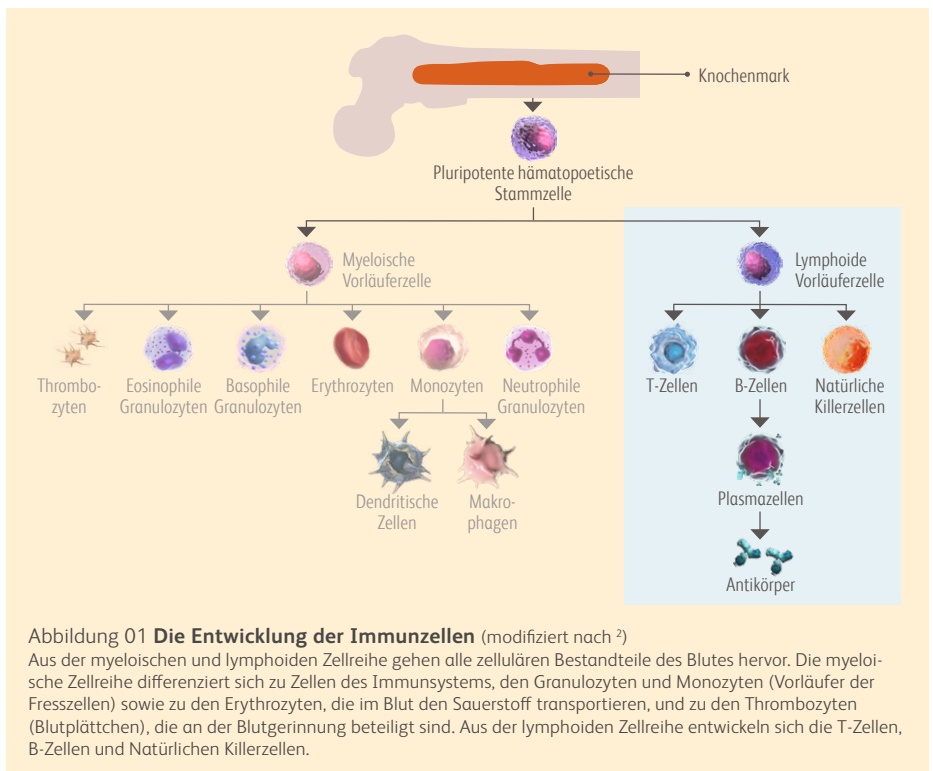 Knochenmark
Pluripotente hämatopoetische
Stammzelle
Myeloische
Vorläuferzelle
Lymphoide
Vorläuferzelle
Thrombo-
zyten
Eosinophile
Granulozyten
Basophile
Granulozyten
Erythrozyten
Monozyten
Neutrophile
Granulozyten
T-Zellen
B-Zellen
Natürliche
Killerzellen
Dendritische
Zellen
Makro-
phagen
Plasmazellen
Antikörper
Abbildung 01 Die Entwicklung der Immunzellen (modifiziert nach ²)
Aus der myeloischen und lymphoiden Zellreihe gehen alle zellulären Bestandteile des Blutes hervor. Die myeloi-
sche Zellreihe differenziert sich zu Zellen des Immunsystems, den Granulozyten und Monozyten (Vorläufer der
Fresszellen) sowie zu den Erythrozyten, die im Blut den Sauerstoff transportieren, und zu den Thrombozyten
(Blutplättchen), die an der Blutgerinnung beteiligt sind. Aus der lymphoiden Zellreihe entwickeln sich die T-Zellen,
B-Zellen und Natürlichen Killerzellen.